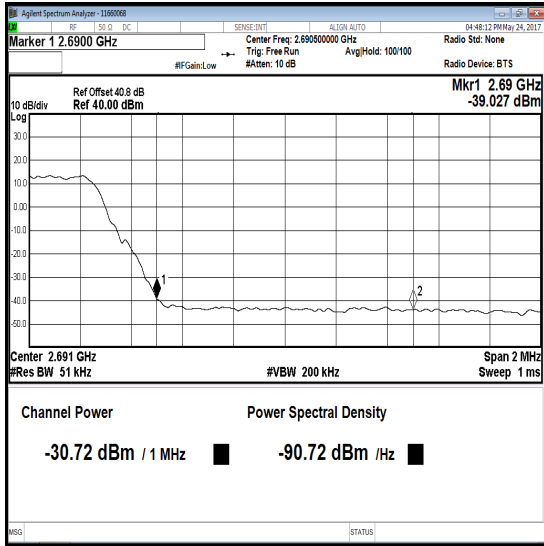 Agilent Spectrum Analyzer - 11660068
RF 50 Ω DC SENSE:INT ALIGN AUTO 04:48:12 PM May 24, 2017
Marker 1 2.6900 GHz Center Freq: 2.690500000 GHz Radio Std: None
Trig: Free Run Avg|Hold: 100/100
#IFGain:Low #Atten: 10 dB Radio Device: BTS
Mkr1 2.69 GHz
Ref Offset 40.8 dB
10 dB/div Ref 40.00 dBm -39.027 dBm
Log
30.0
20.0
10.0
0.00
-10.0
-20.0
-30.0
1
2
-40.0
-50.0
Center 2.691 GHz Span 2 MHz
#Res BW 51 kHz #VBW 200 kHz Sweep 1 ms
Channel Power Power Spectral Density
-30.72 dBm / 1 MHz -90.72 dBm /Hz
MSG STATUS